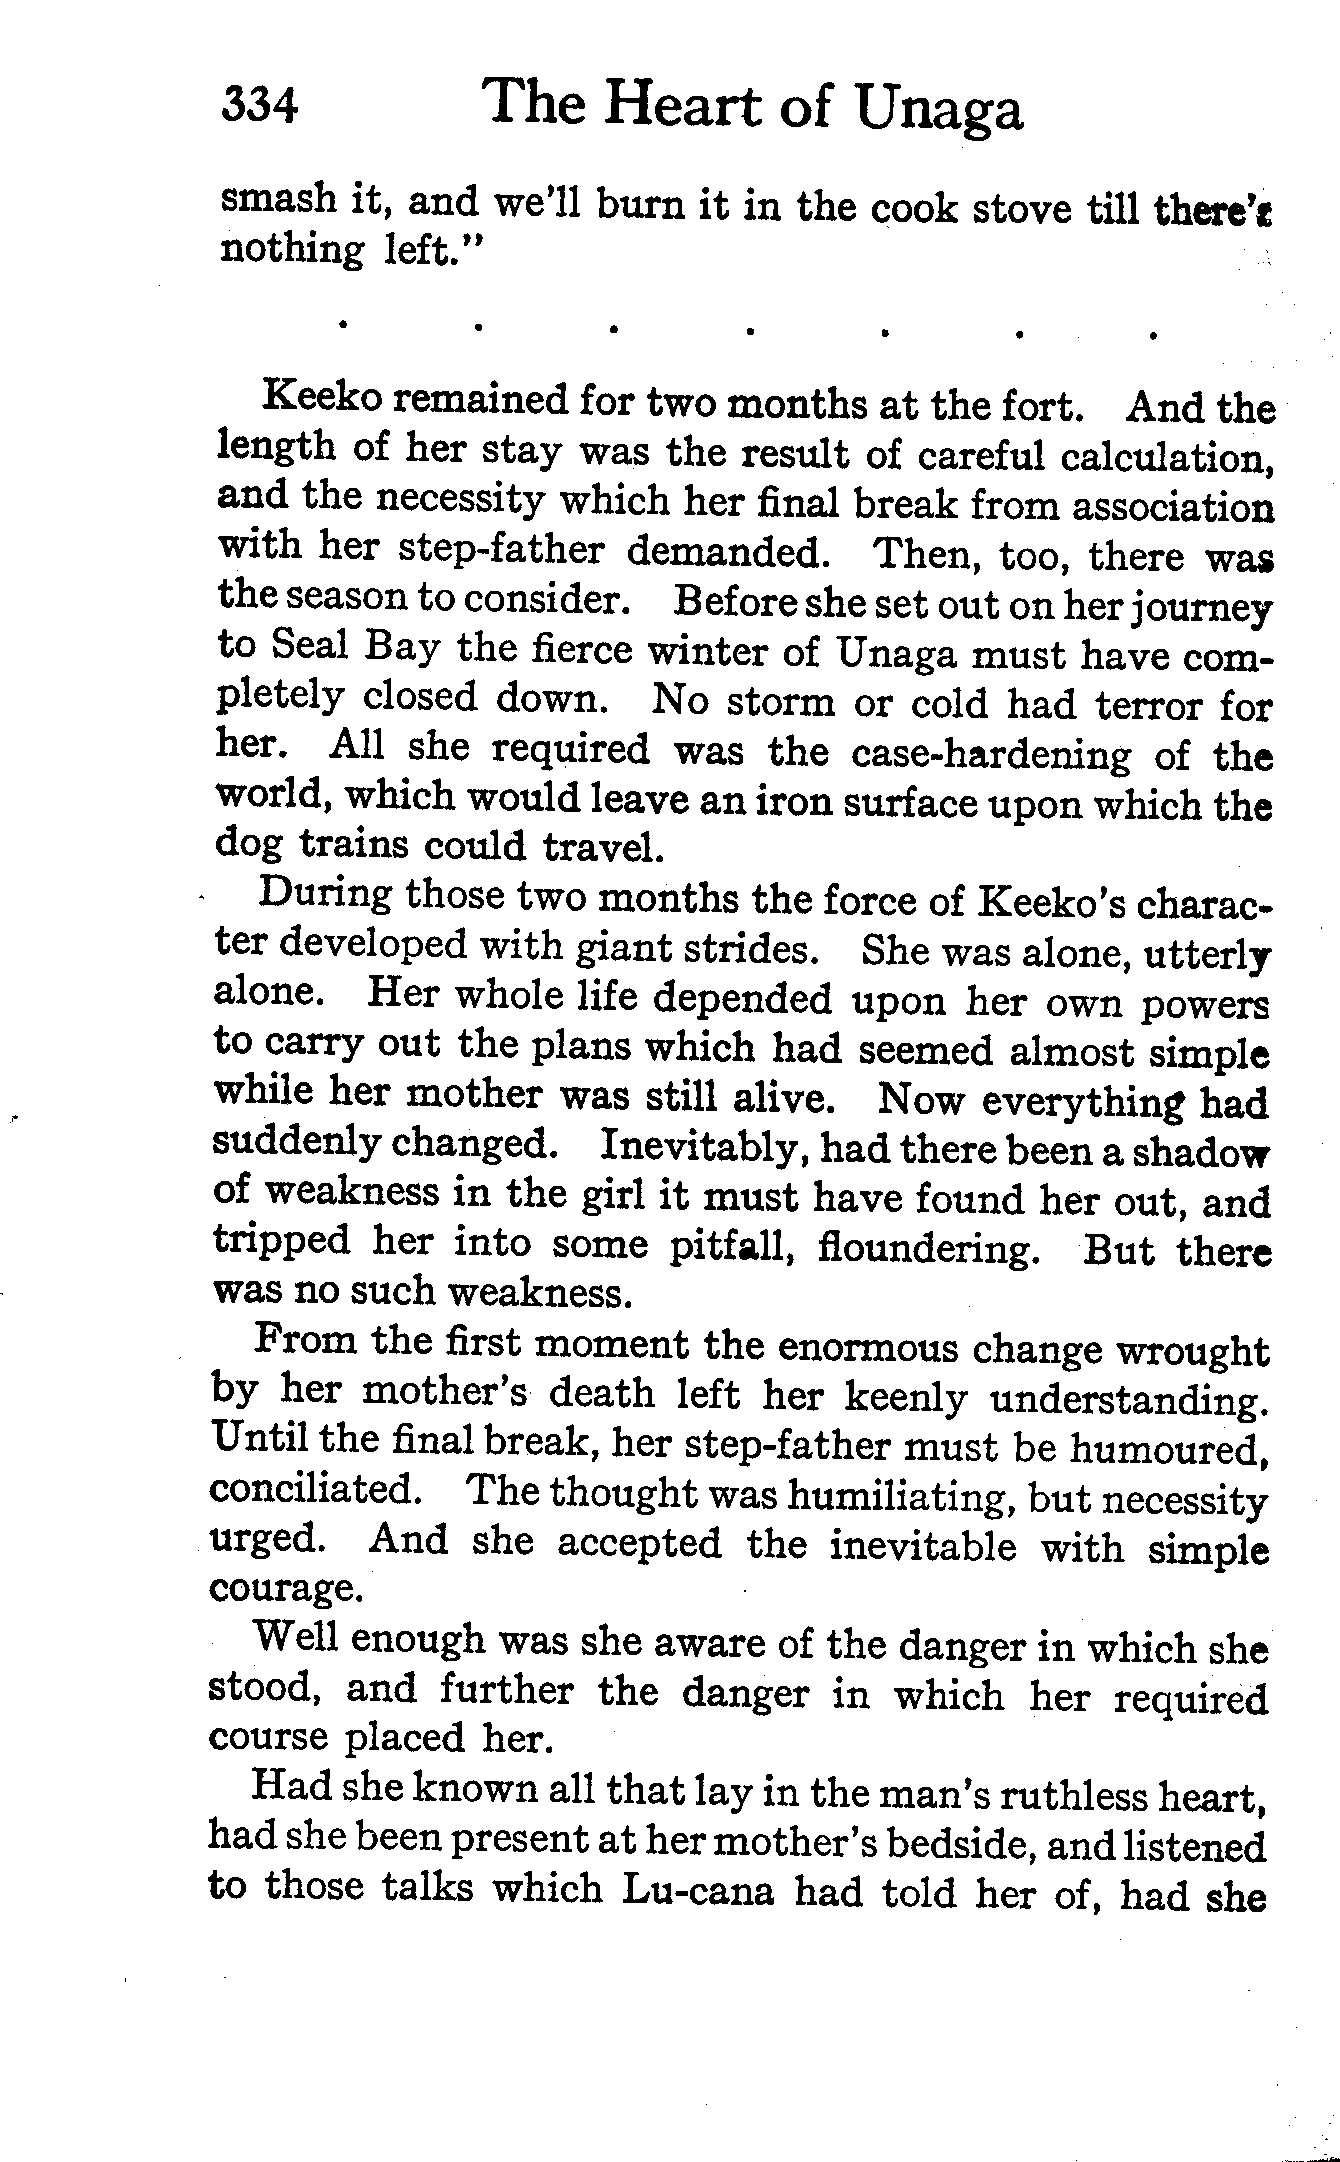 334 The Heart of Unaga
smash it, and we'll burn it in the cook stove till there's
nothing left."
. . . . . . .
Keeko remained for two months at the fort. And the
length of her stay was the result of careful calculation,
and the necessity which her final break from association
with her step-father demanded. Then, too, there was
the season to consider. Before she set out on her journey
to Seal Bay the fierce winter of Unaga must have com-
pletely closed down. No storm or cold had terror for
her. All she required was the case-hardening of the
world, which would leave an iron surface upon which the
dog trains could travel.
During those two months the force of Keeko's charac-
ter developed with giant strides. She was alone, utterly
alone. Her whole life depended upon her own powers
to carry out the plans which had seemed almost simple
while her mother was still alive. Now everything had
suddenly changed. Inevitably, had there been a shadow
of weakness in the girl it must have found her out, and
tripped her into some pitfall, floundering. But there
was no such weakness.
From the first moment the enormous change wrought
by her mother's death left her keenly understanding.
Until the final break, her step-father must be humoured,
conciliated. The thought was humiliating, but necessity
urged. And she accepted the inevitable with simple
courage.
Well enough was she aware of the danger in which she
stood, and further the danger in which her required
course placed her.
Had she known all that lay in the man's ruthless heart,
had she been present at her mother's bedside, and listened
to those talks which Lu-cana had told her of, had she